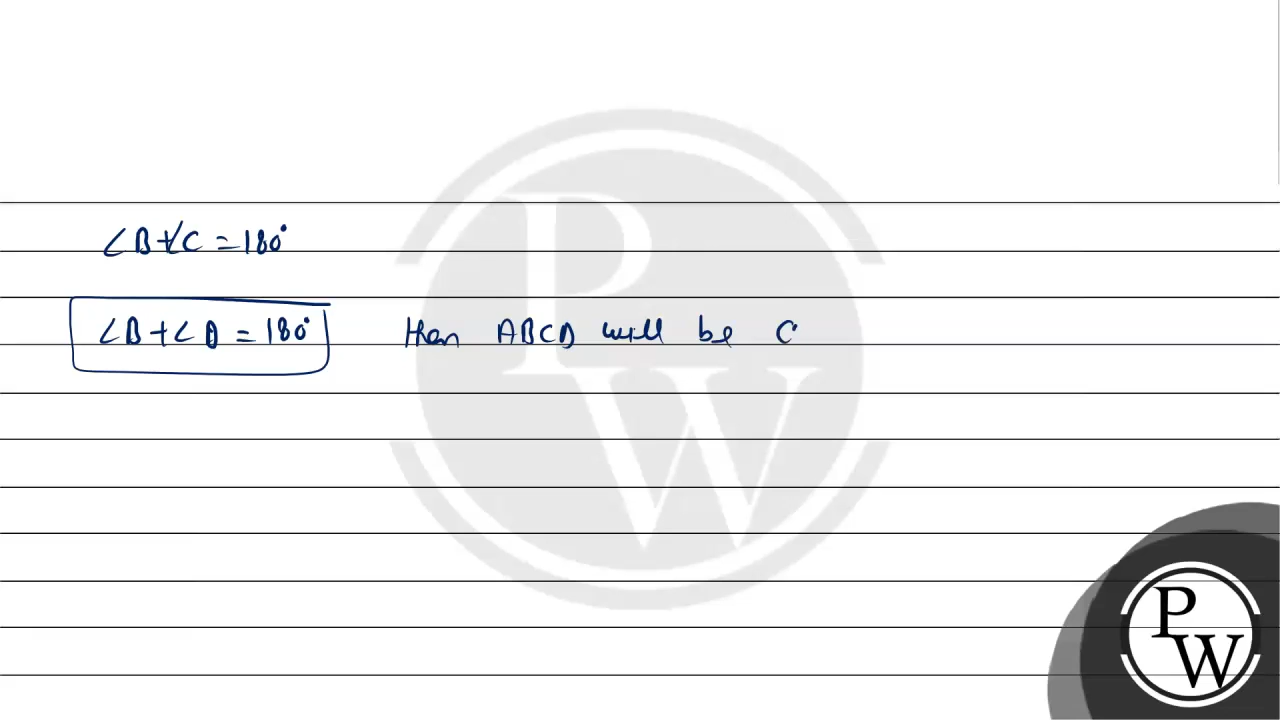 ∠B+∠C = 180°
∠B+∠D = 180° then ABCD will be C
P
W
P
W